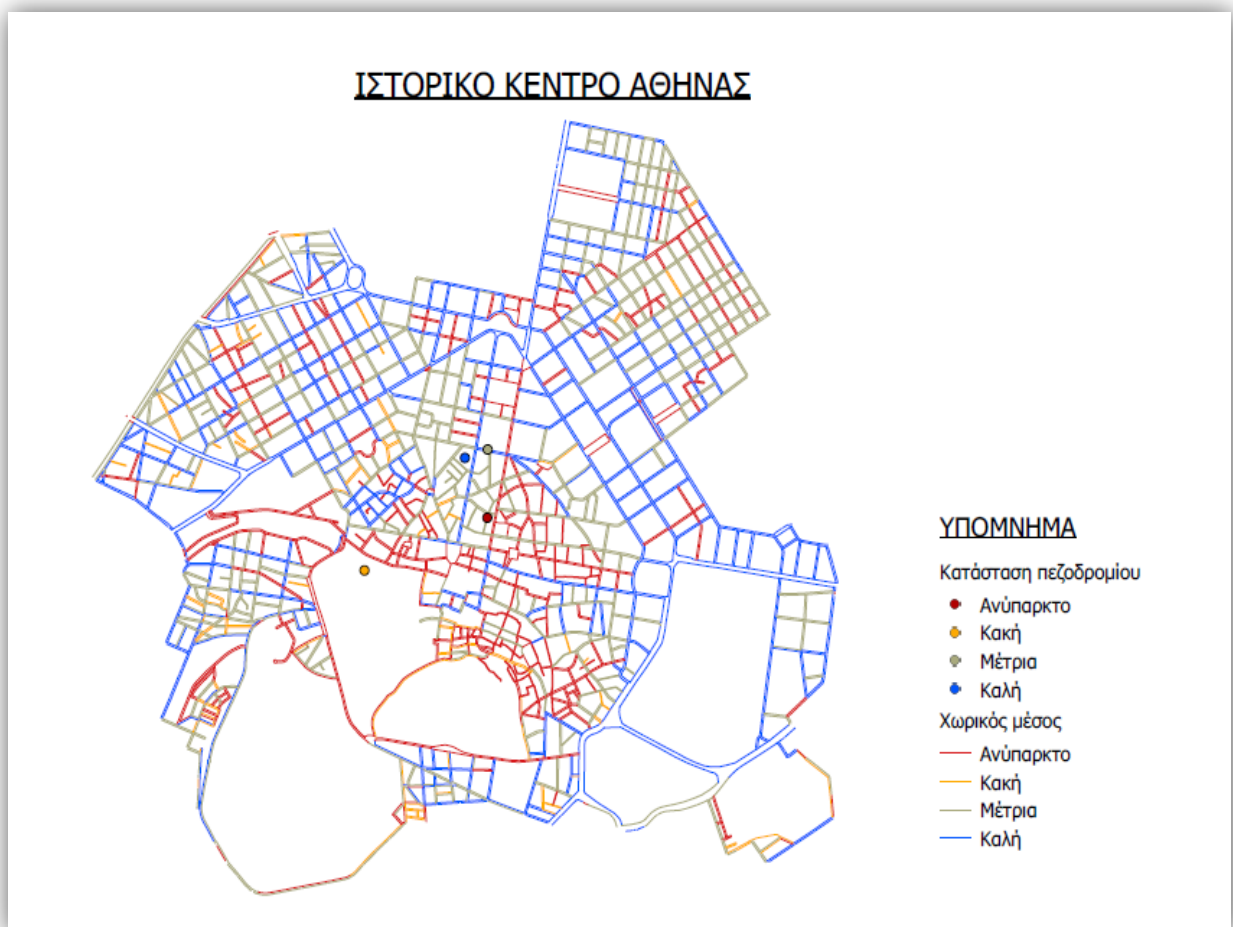 ΙΣΤΟΡΙΚΟ ΚΕΝΤΡΟ ΑΘΗΝΑΣ
ΥΠΟΜΝΗΜΑ
Κατάσταση πεζοδρομίου
Ανύπαρκτο
Κακή
Μέτρια
Καλή
Χωρικός μέσος
Ανύπαρκτο
Κακή
Μέτρια
Καλή